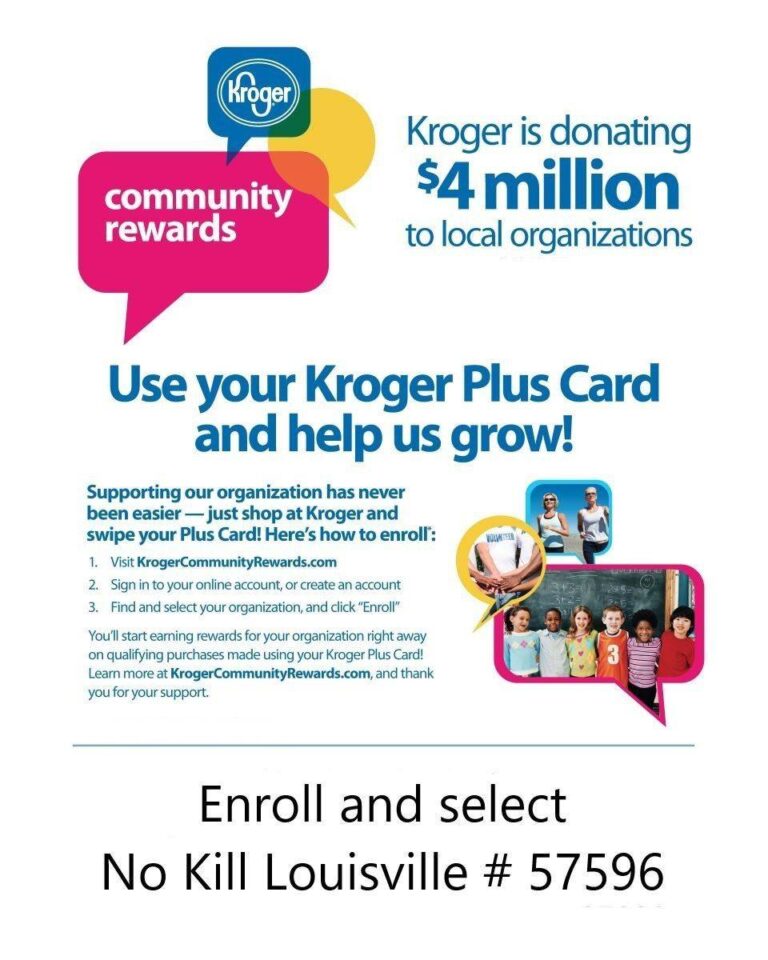 Kroger
community
rewards
Kroger is donating
$4 million
to local organizations
Use your Kroger Plus Card
and help us grow!
Supporting our organization has never
been easier — just shop at Kroger and
swipe your Plus Card! Here's how to enroll*:
1. Visit KrogerCommunityRewards.com
2. Sign in to your online account, or create an account
3. Find and select your organization, and click "Enroll"
You'll start earning rewards for your organization right away
on qualifying purchases made using your Kroger Plus Card!
Learn more at KrogerCommunityRewards.com, and thank
you for your support.
VOLUNTEER
3
Enroll and select
No Kill Louisville # 57596